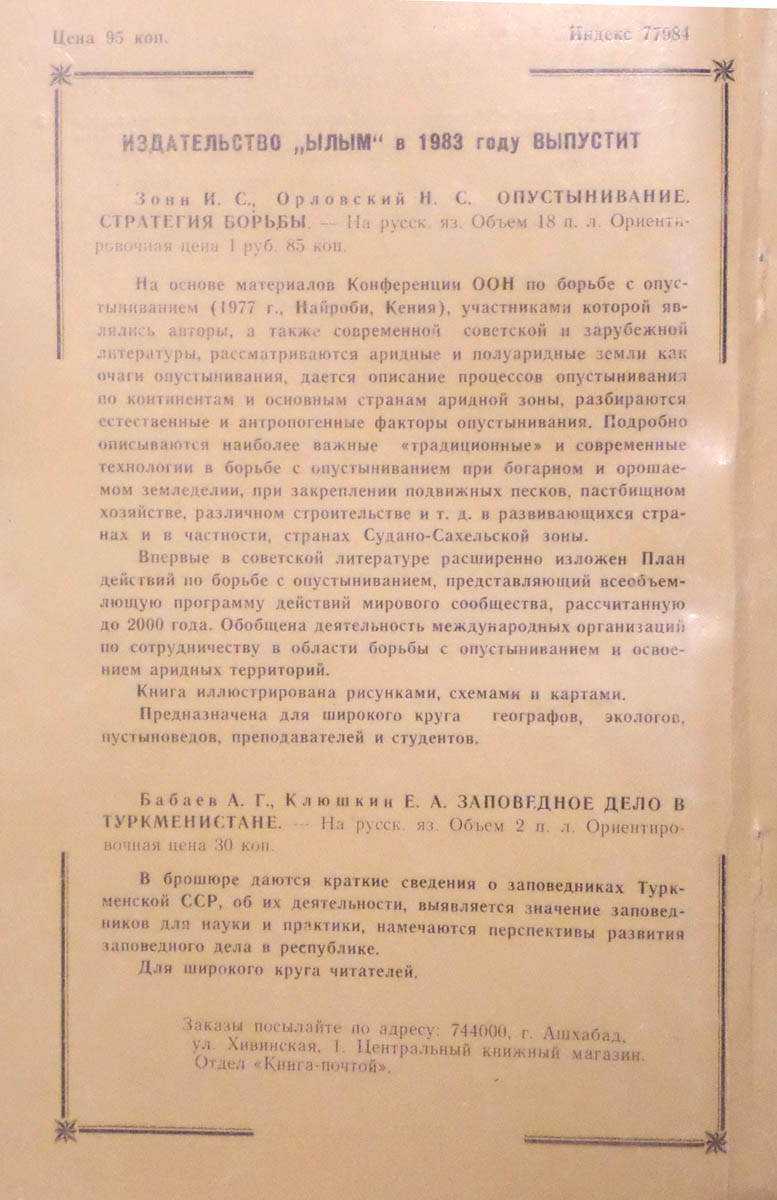 Цена 95 коп. Индекс 77984
ИЗДАТЕЛЬСТВО „ЫЛЫМ“ в 1983 году ВЫПУСТИТ
Зонн И. С., Орловский Н. С. ОПУСТЫНИВАНИЕ.
СТРАТЕГИЯ БОРЬБЫ. — На русск. яз. Объем 18 п. л. Ориенти-
ровочная цена 1 руб. 85 коп.
На основе материалов Конференции ООН по борьбе с опус-
тыниванием (1977 г., Найроби, Кения), участниками которой яв-
лялись авторы, а также современной советской и зарубежной
литературы, рассматриваются аридные и полуаридные земли как
очаги опустынивания, дается описание процессов опустынивания
по континентам и основным странам аридной зоны, разбираются
естественные и антропогенные факторы опустынивания. Подробно
описываются наиболее важные «традиционные» и современные
технологии в борьбе с опустыниванием при богарном и орошае-
мом земледелии, при закреплении подвижных песков, пастбищном
хозяйстве, различном строительстве и т. д. в развивающихся стра-
нах и в частности, странах Судано-Сахельской зоны.
Впервые в советской литературе расширенно изложен План
действий по борьбе с опустыниванием, представляющий всеобъем-
лющую программу действий мирового сообщества, рассчитанную
до 2000 года. Обобщена деятельность международных организаций
по сотрудничеству в области борьбы с опустыниванием и освое-
нием аридных территорий.
Книга иллюстрирована рисунками, схемами и картами.
Предназначена для широкого круга географов, экологов,
пустыноведов, преподавателей и студентов.
Бабаев А. Г., Клюшкин Е. А. ЗАПОВЕДНОЕ ДЕЛО В
ТУРКМЕНИСТАНЕ. — На русск. яз. Объем 2 п. л. Ориентиро-
вочная цена 30 коп.
В брошюре даются краткие сведения о заповедниках Турк-
менской ССР, об их деятельности, выявляется значение заповед-
ников для науки и практики, намечаются перспективы развития
заповедного дела в республике.
Для широкого круга читателей.
Заказы посылайте по адресу: 744000, г. Ашхабад,
ул. Хивинская, 1. Центральный книжный магазин.
Отдел «Книга-почтой».